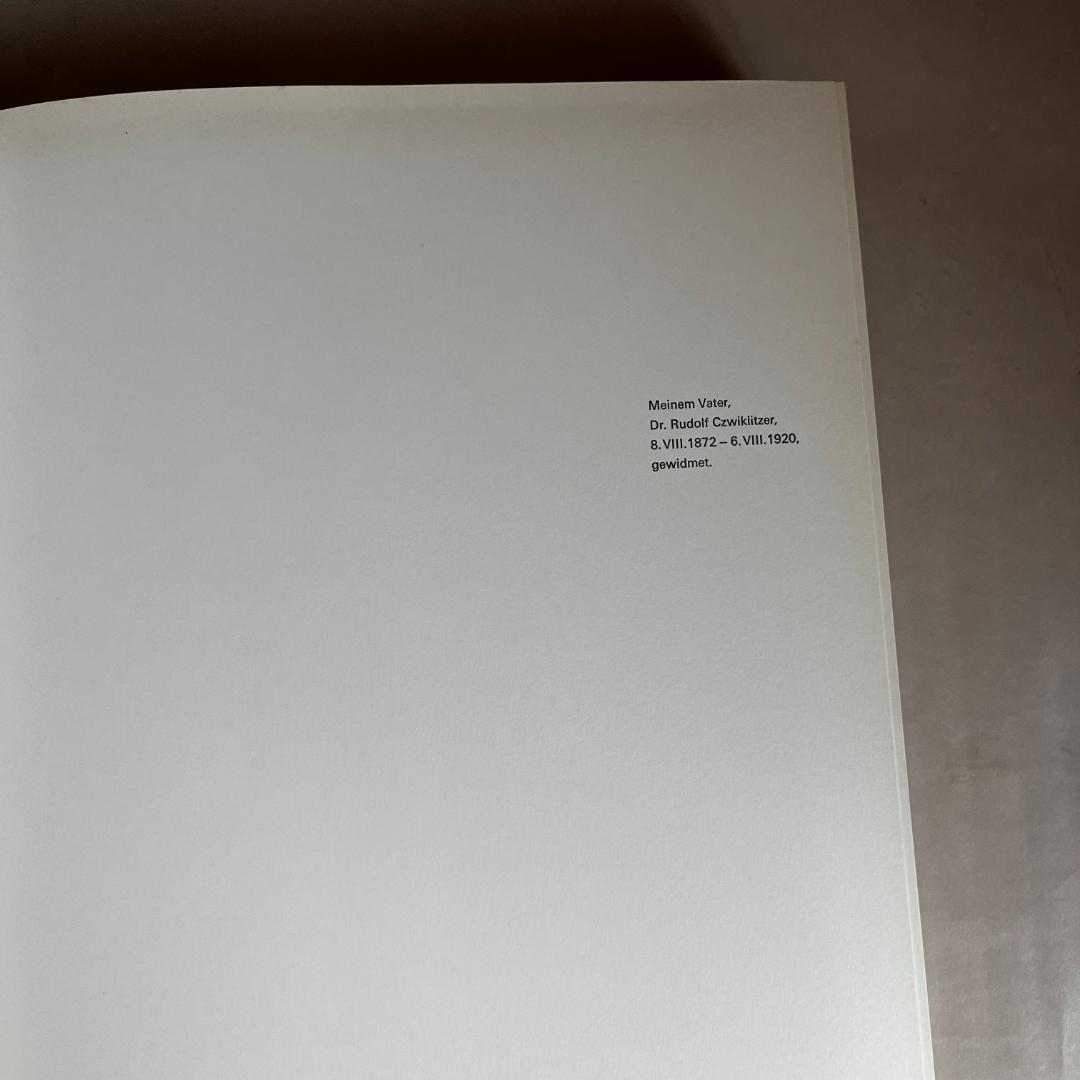 Meinem Vater,
Dr. Rudolf Czwiklitzer,
8.VIII.1872 – 6.VIII.1920,
gewidmet.